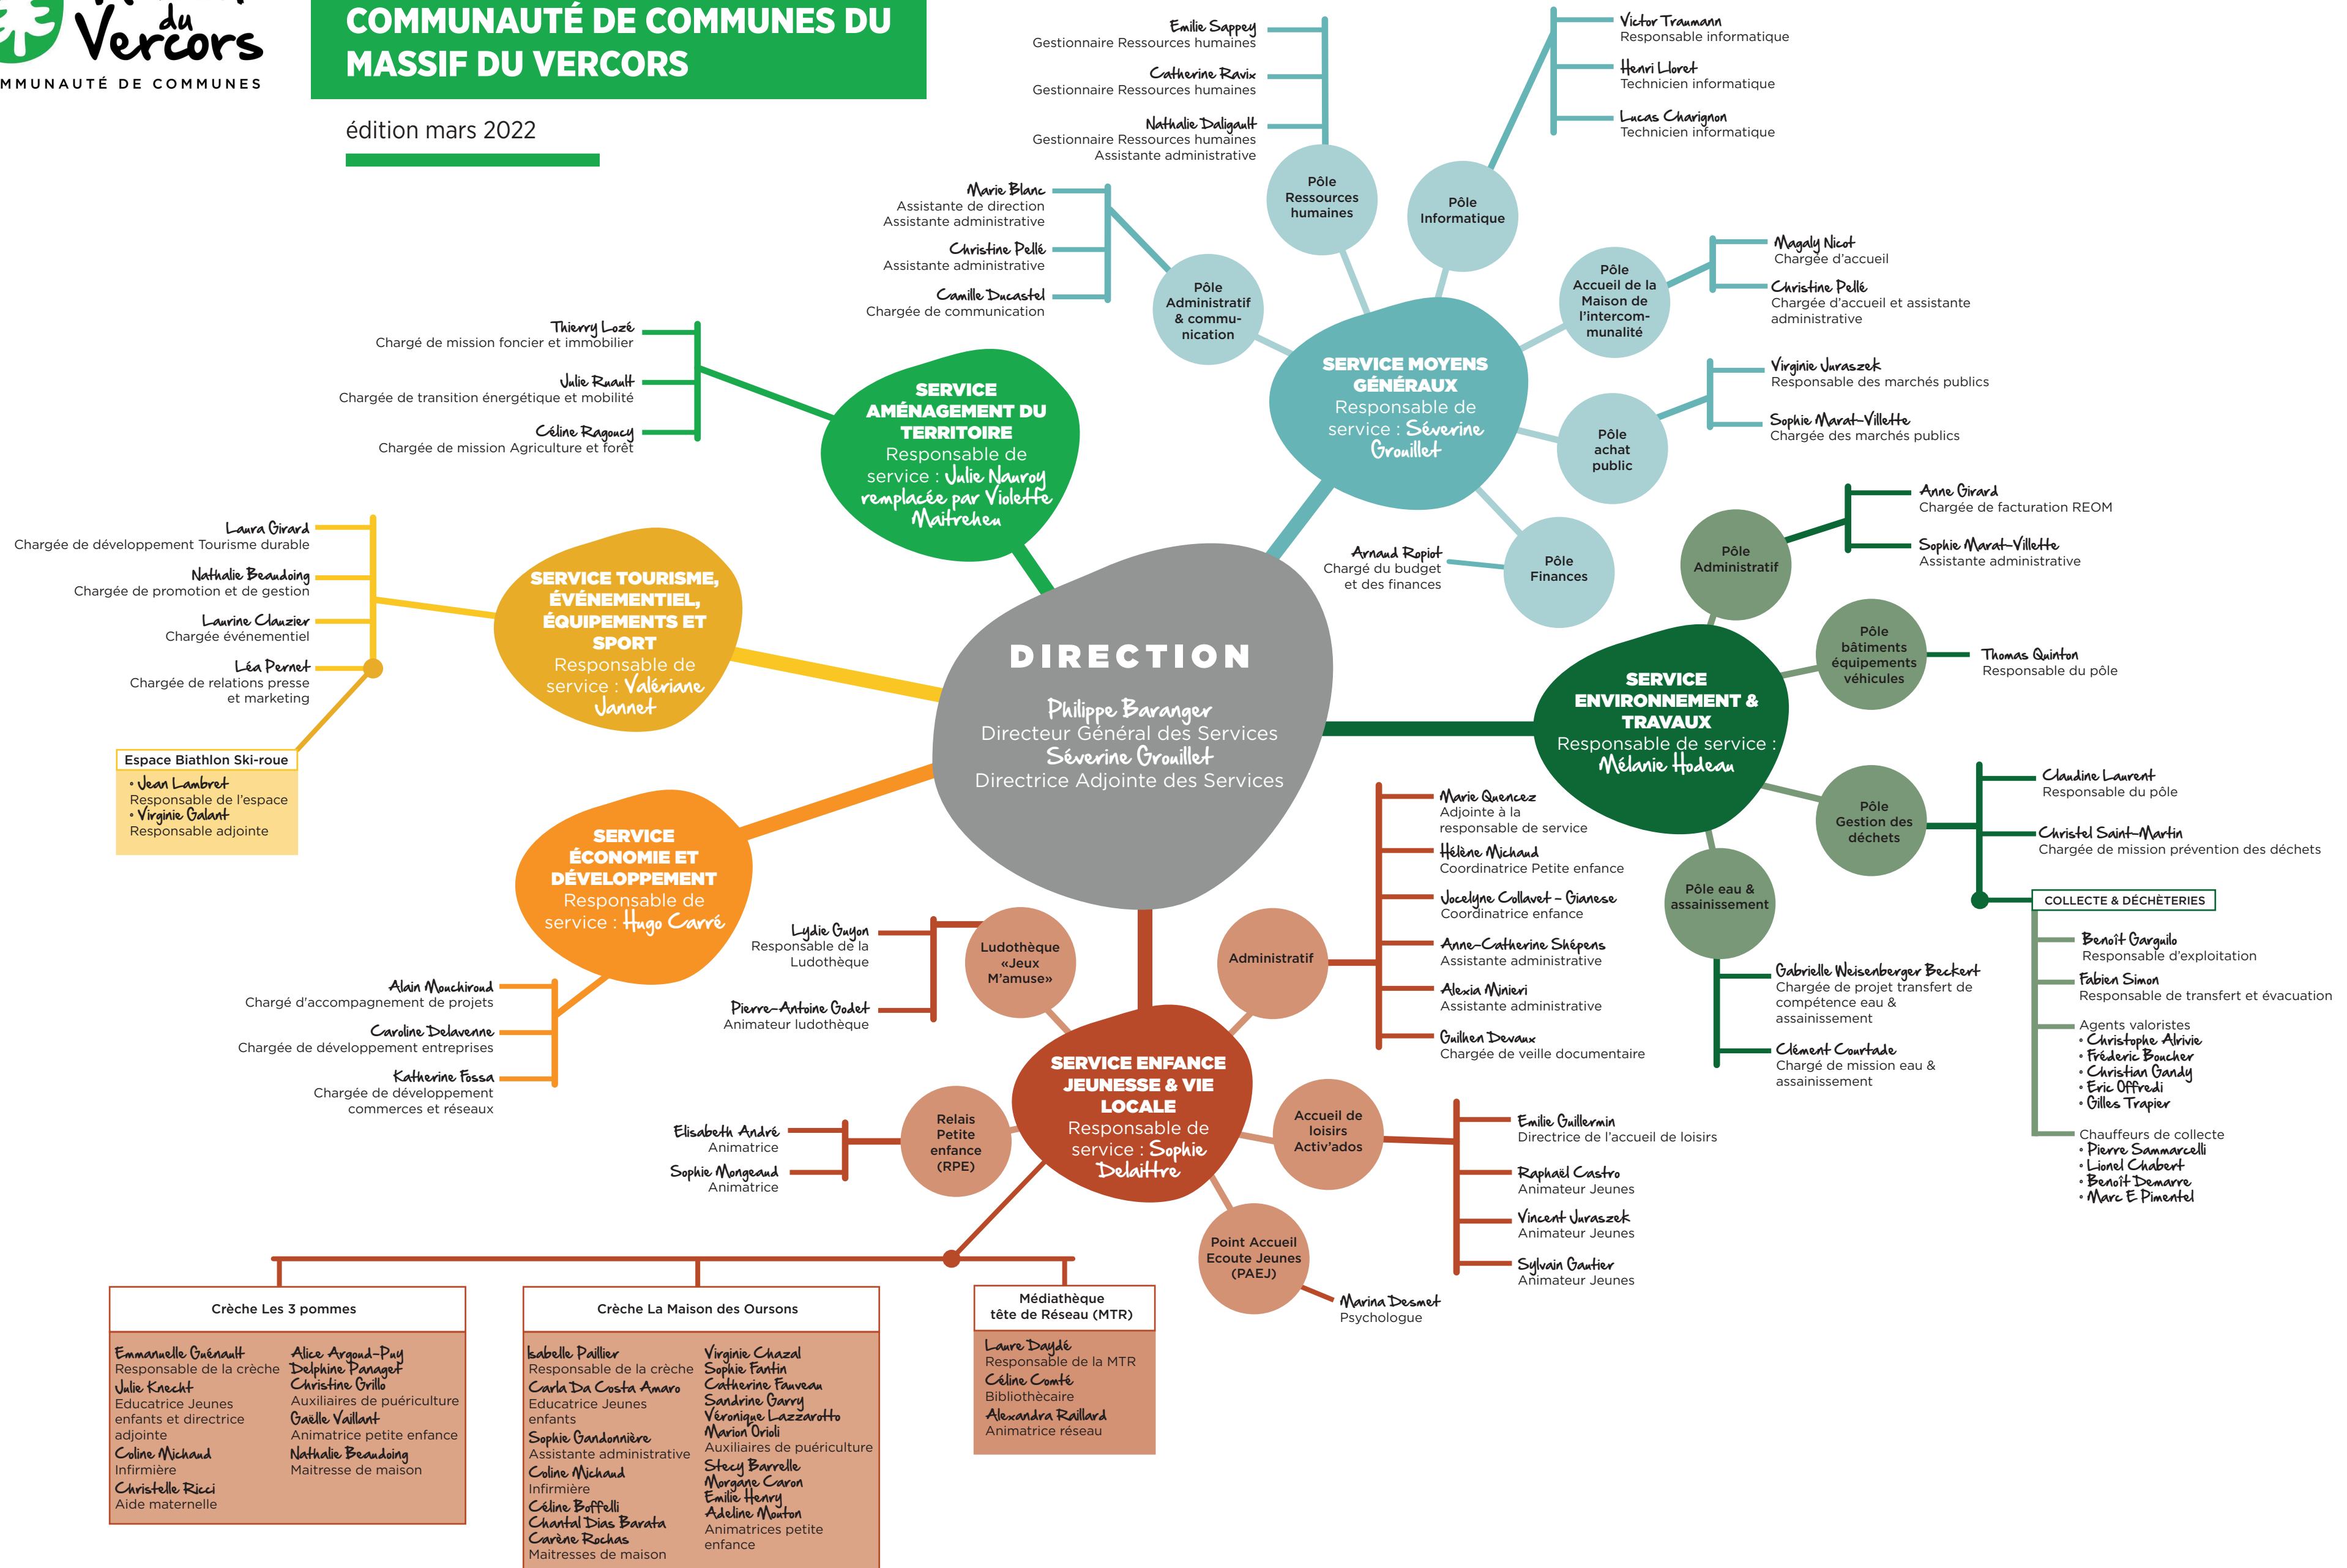 du
Vercors
MMUNAUTÉ DE COMMUNES
COMMUNAUTÉ DE COMMUNES DU
MASSIF DU VERCORS
édition mars 2022
Emilie Sappey
Gestionnaire Ressources humaines
Catherine Ravix
Gestionnaire Ressources humaines
Nathalie Daligault
Gestionnaire Ressources humaines
Assistante administrative
Pôle
Ressources
humaines
Victor Traumann
Responsable informatique
Henri Lloret
Technicien informatique
Lucas Charignon
Technicien informatique
Pôle
Informatique
Marie Blanc
Assistante de direction
Assistante administrative
Christine Pellé
Assistante administrative
Camille Ducastel
Chargée de communication
Pôle
Administratif
& commu-
nication
Pôle
Accueil de la
Maison de
l'intercom-
munalité
Magaly Nicot
Chargée d'accueil
Christine Pellé
Chargée d'accueil et assistante
administrative
SERVICE MOYENS
GÉNÉRAUX
Responsable de
service : Séverine
Grouillet
Pôle
achat
public
Virginie Juraszek
Responsable des marchés publics
Sophie Marat-Villette
Chargée des marchés publics
Arnaud Ropiot
Chargé du budget
et des finances
Pôle
Finances
Thierry Lozé
Chargé de mission foncier et immobilier
Julie Ruault
Chargée de transition énergétique et mobilité
Céline Ragoucy
Chargée de mission Agriculture et forêt
SERVICE
AMÉNAGEMENT DU
TERRITOIRE
Responsable de
service : Julie Nauroy
remplacée par Violette
Maitreheu
Laura Girard
Chargée de développement Tourisme durable
Nathalie Beaudoing
Chargée de promotion et de gestion
Laurine Clauzier
Chargée événementiel
Léa Pernet
Chargée de relations presse
et marketing
SERVICE TOURISME,
ÉVÉNEMENTIEL,
ÉQUIPEMENTS ET
SPORT
Responsable de
service : Valériane
Jannet
Espace Biathlon Ski-roue
• Jean Lambret
Responsable de l'espace
• Virginie Galant
Responsable adjointe
DIRECTION
Philippe Baranger
Directeur Général des Services
Séverine Grouillet
Directrice Adjointe des Services
Anne Girard
Chargée de facturation REOM
Sophie Marat-Villette
Assistante administrative
Pôle
Administratif
Pôle
bâtiments
équipements
véhicules
Thomas Quinton
Responsable du pôle
SERVICE
ENVIRONNEMENT &
TRAVAUX
Responsable de service :
Mélanie Hodeau
Pôle
Gestion des
déchets
Claudine Laurent
Responsable du pôle
Christel Saint-Martin
Chargée de mission prévention des déchets
COLLECTE & DÉCHÈTERIES
Benoît Garguilo
Responsable d'exploitation
Fabien Simon
Responsable de transfert et évacuation
Agents valoristes
• Christophe Alrivie
• Fréderic Boucher
• Christian Gandy
• Eric Offredi
• Gilles Trapier
Chauffeurs de collecte
• Pierre Sammarcelli
• Lionel Chabert
• Benoît Demarre
• Marc E Pimentel
Pôle eau &
assainissement
Gabrielle Weisenberger Beckert
Chargée de projet transfert de
compétence eau &
assainissement
Clément Courtade
Chargé de mission eau &
assainissement
SERVICE
ÉCONOMIE ET
DÉVELOPPEMENT
Responsable de
service : Hugo Carré
Alain Mouchiroud
Chargé d'accompagnement de projets
Caroline Delavenne
Chargée de développement entreprises
Katherine Fossa
Chargée de développement
commerces et réseaux
Lydie Guyon
Responsable de la
Ludothèque
Pierre-Antoine Godet
Animateur ludothèque
Ludothèque
«Jeux
M'amuse»
Administratif
Marie Quencez
Adjointe à la
responsable de service
Hélène Michaud
Coordinatrice Petite enfance
Jocelyne Collavet - Gianese
Coordinatrice enfance
Anne-Catherine Shépens
Assistante administrative
Alexia Minieri
Assistante administrative
Guilhen Devaux
Chargée de veille documentaire
SERVICE ENFANCE
JEUNESSE & VIE
LOCALE
Responsable de
service : Sophie
Delaittre
Elisabeth André
Animatrice
Sophie Mongeaud
Animatrice
Relais
Petite
enfance
(RPE)
Accueil de
loisirs
Activ'ados
Emilie Guillermin
Directrice de l'accueil de loisirs
Raphaël Castro
Animateur Jeunes
Vincent Juraszek
Animateur Jeunes
Sylvain Gautier
Animateur Jeunes
Point Accueil
Ecoute Jeunes
(PAEJ)
Marina Desmet
Psychologue
Crèche Les 3 pommes
Emmanuelle Guénault
Responsable de la crèche
Julie Knecht
Educatrice Jeunes
enfants et directrice
adjointe
Coline Michaud
Infirmière
Christelle Ricci
Aide maternelle
Alice Argoud-Puy
Delphine Panaget
Christine Grillo
Auxiliaires de puériculture
Gaëlle Vaillant
Animatrice petite enfance
Nathalie Beaudoing
Maitresse de maison
Crèche La Maison des Oursons
Isabelle Paillier
Responsable de la crèche
Carla Da Costa Amaro
Educatrice Jeunes
enfants
Sophie Gandonnière
Assistante administrative
Coline Michaud
Infirmière
Céline Boffelli
Chantal Dias Barata
Carène Rochas
Maitresses de maison
Virginie Chazal
Sophie Fantin
Catherine Fauveau
Sandrine Garry
Véronique Lazzarotto
Marion Orioli
Auxiliaires de puériculture
Stecy Barrelle
Morgane Caron
Emilie Henry
Adeline Mouton
Animatrices petite
enfance
Médiathèque
tête de Réseau (MTR)
Laure Daydé
Responsable de la MTR
Céline Comté
Bibliothècaire
Alexandra Raillard
Animatrice réseau